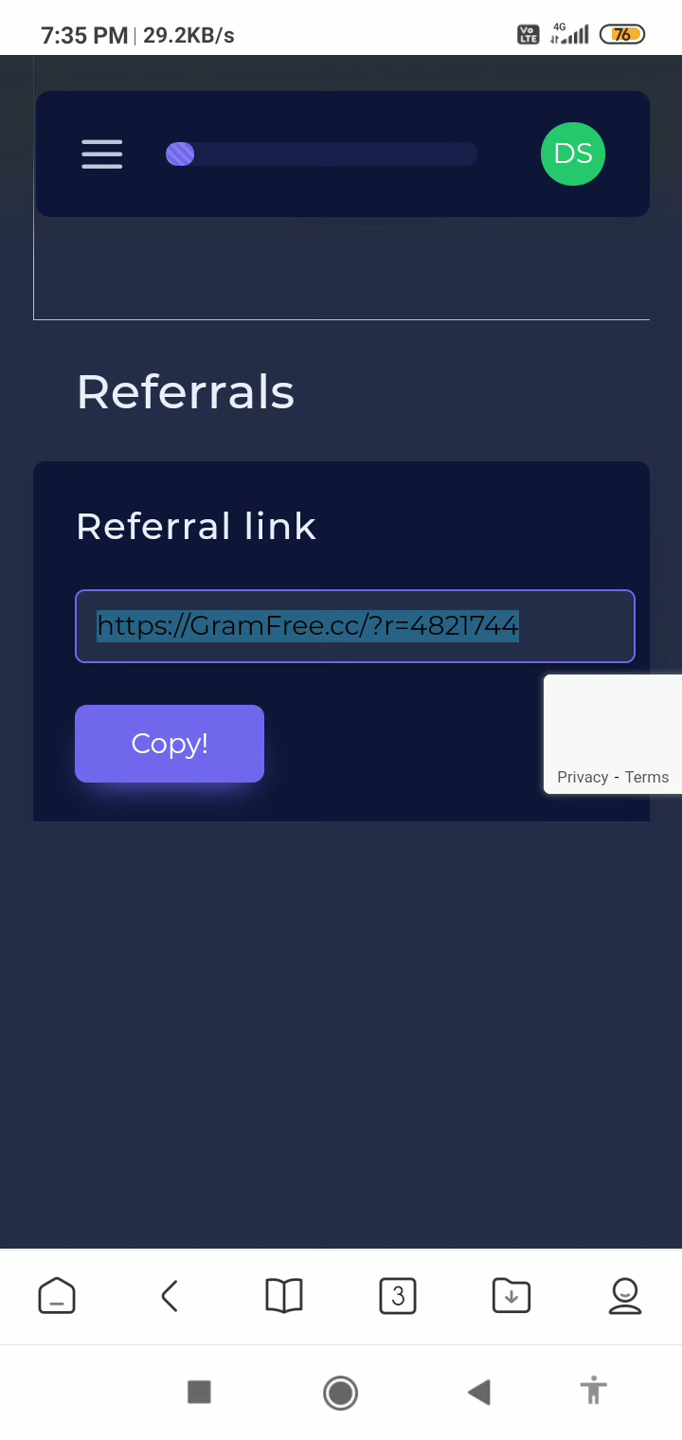 7:35 PM | 29.2KB/s
Vo LTE
4G
76
DS
Referrals
Referral link
https://GramFree.cc/?r=4821744
Copy!
Privacy - Terms
3